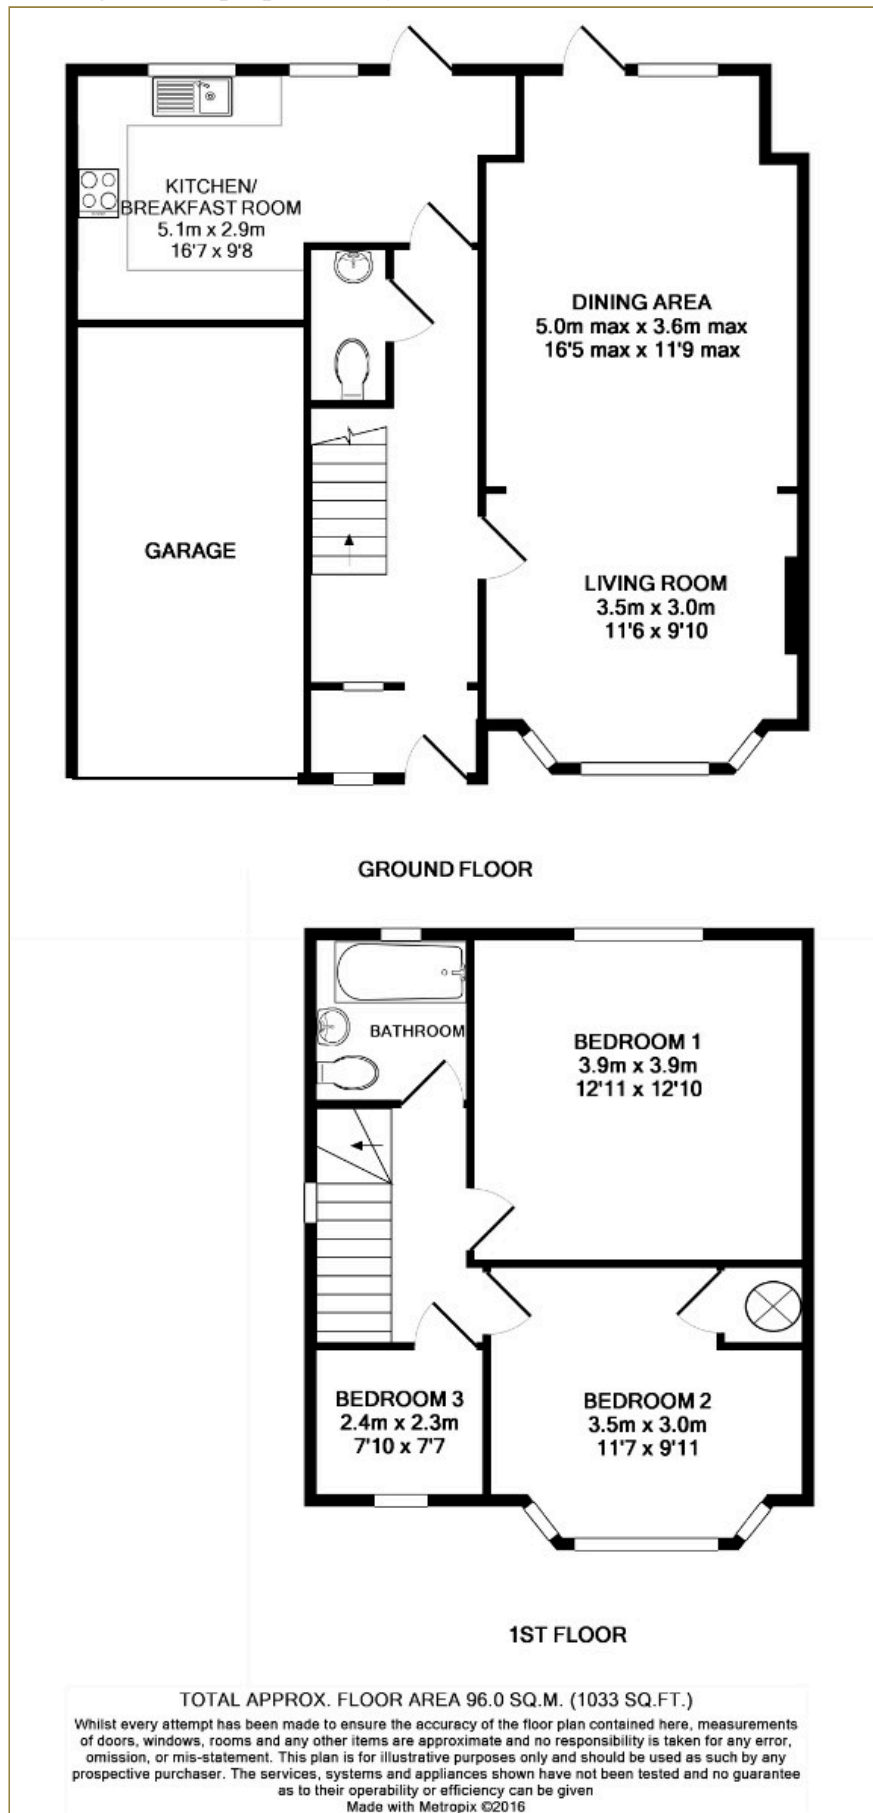 KITCHEN/
BREAKFAST ROOM
5.1m x 2.9m
16'7 x 9'8
DINING AREA
5.0m max x 3.6m max
16'5 max x 11'9 max
GARAGE
LIVING ROOM
3.5m x 3.0m
11'6 x 9'10
GROUND FLOOR
BATHROOM
BEDROOM 1
3.9m x 3.9m
12'11 x 12'10
BEDROOM 3
2.4m x 2.3m
7'10 x 7'7
BEDROOM 2
3.5m x 3.0m
11'7 x 9'11
1ST FLOOR
TOTAL APPROX. FLOOR AREA 96.0 SQ.M. (1033 SQ.FT.)
Whilst every attempt has been made to ensure the accuracy of the floor plan contained here, measurements
of doors, windows, rooms and any other items are approximate and no responsibility is taken for any error,
omission, or mis-statement. This plan is for illustrative purposes only and should be used as such by any
prospective purchaser. The services, systems and appliances shown have not been tested and no guarantee
as to their operability or efficiency can be given
Made with Metropix ©2016